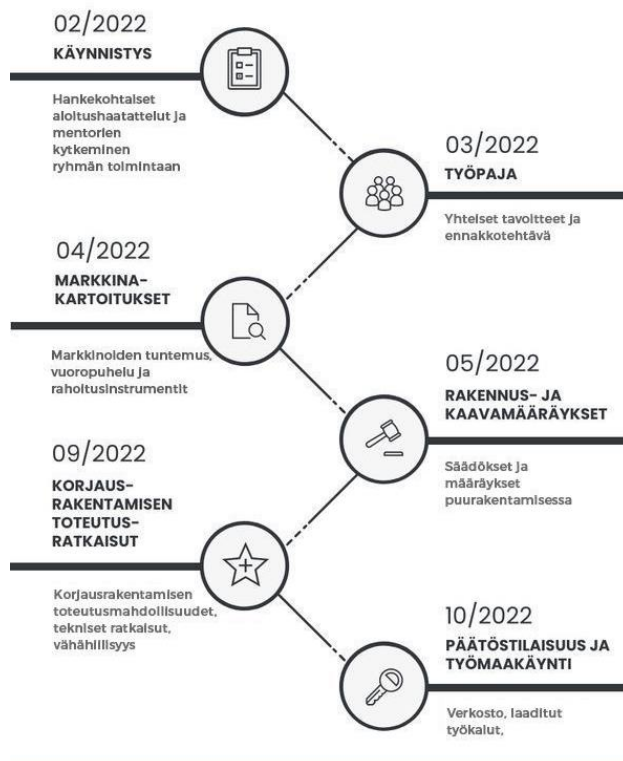 02/2022
KÄYNNISTYS
Hankekohtaiset
aloitushaatattelut ja
mentorien
kytkeminen
ryhmän toimintaan
03/2022
TYÖPAJA
Yhteiset tavoitteet ja
ennakkotehtävä
04/2022
MARKKINA-
KARTOITUKSET
Markkinoiden tuntemus,
vuoropuhelu ja
rahoitusinstrumentit
05/2022
RAKENNUS- JA
KAAVAMÄÄRÄYKSET
Säädökset ja
määräykset
puurakentamisessa
09/2022
KORJAUS-
RAKENTAMISEN
TOTEUTUS-
RATKAISUT
Korjausrakentamisen
toteutusmahdollisuudet,
tekniset ratkaisut,
vähähiilisyys
10/2022
PÄÄTÖSTILAISUUS JA
TYÖMAAKÄYNTI
Verkosto, laaditut
työkalut,